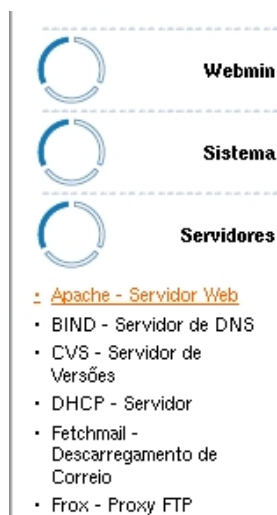 Webmin
Sistema
Servidores
· Apache - Servidor Web
· BIND - Servidor de DNS
· CVS - Servidor de
Versões
· DHCP - Servidor
· Fetchmail -
Descarregamento de
Correio
· Frox - Proxy FTP